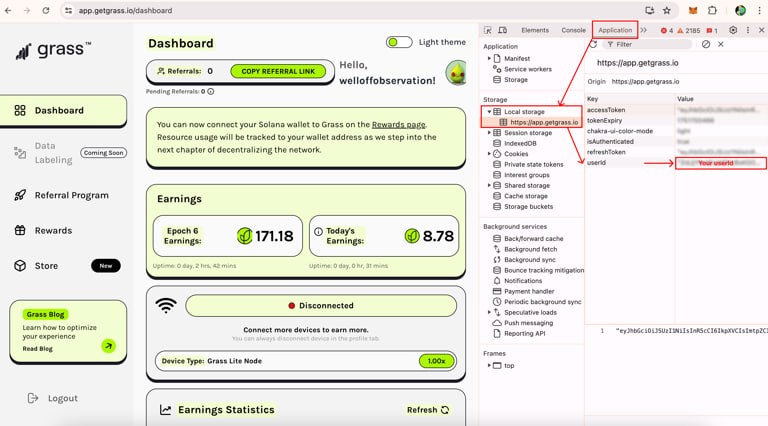 app.getgrass.io/dashboard
grass™
Dashboard
Data
Labeling
Coming Soon
Referral Program
Rewards
Store
New
Grass Blog
Learn how to optimize
your experience
Read Blog
Logout
Dashboard
Light theme
Referrals: 0
COPY REFERRAL LINK
Pending Referrals: 0
Hello,
welloffobservation!
You can now connect your Solana wallet to Grass on the Rewards page.
Resource usage will be tracked to your wallet address as we step into
the next chapter of decentralizing the network.
Earnings
Epoch 6
Earnings:
171.18
Uptime: 0 day, 2 hrs, 42 mins
Today's
Earnings:
8.78
Uptime: 0 day, 0 hr, 31 mins
Disconnected
Connect more devices to earn more.
You can always disconnect device in the profile tab.
Device Type: Grass Lite Node
1.00x
Earnings Statistics
Refresh
Elements
Console
Application
4
2185
1
Application
Manifest
Service workers
Storage
Storage
Local storage
https://app.getgrass.io
Session storage
IndexedDB
Cookies
Private state tokens
Interest groups
Shared storage
Cache storage
Storage buckets
Background services
Back/forward cache
Background fetch
Background sync
Bounce tracking mitigation
Notifications
Payment handler
Periodic background sync
Speculative loads
Push messaging
Reporting API
Frames
top
Filter
https://app.getgrass.io
Origin https://app.getgrass.io
Key
Value
accessToken
tokenExpiry
chakra-ui-color-mode
light
isAuthenticated
true
refreshToken
userId
Your userId
1